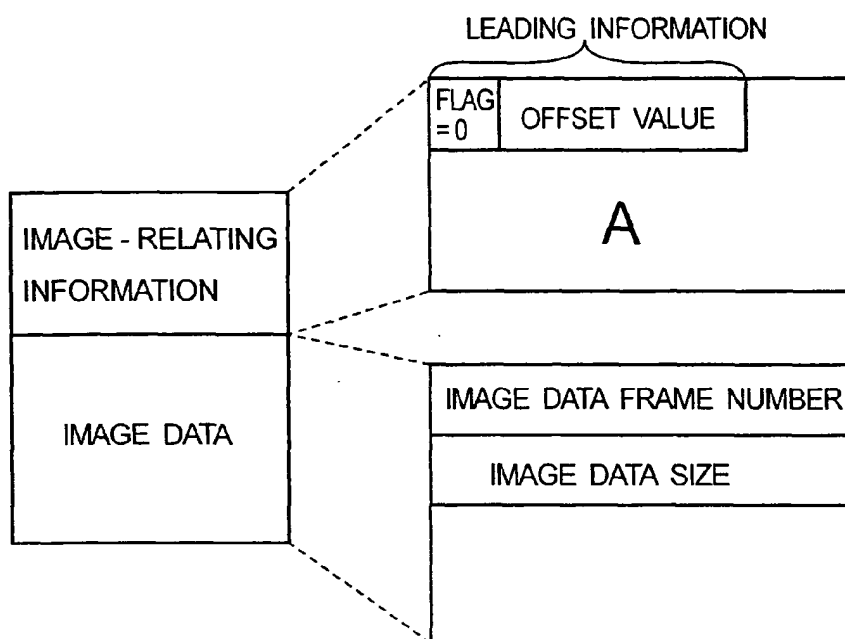 LEADING INFORMATION
FLAG
=0
OFFSET VALUE
A
IMAGE - RELATING
INFORMATION
IMAGE DATA
IMAGE DATA FRAME NUMBER
IMAGE DATA SIZE